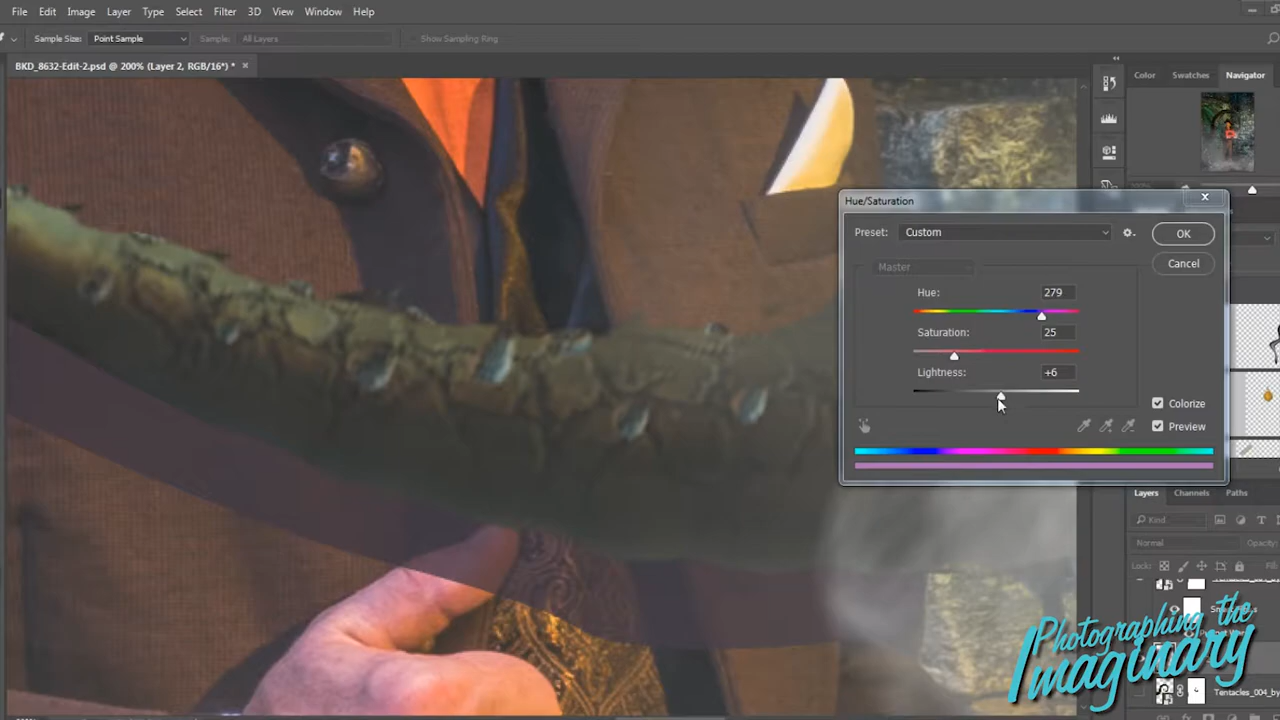 File Edit Image Layer Type Select Filter 3D View Window Help
Sample Size: Point Sample Sample: All Layers Show Sampling Ring
BKD_8632-Edit-2.psd @ 200% (Layer 2, RGB/16*) * ×
Color Swatches Navigator
Hue/Saturation
Preset: Custom OK
Master Cancel
Hue: 279
Saturation: 25
Lightness: +6
Colorize
Preview
Layers Channels Paths
Kind
Normal Opacity:
Lock:
Photographing the
Imaginary
Tentacles_004_by